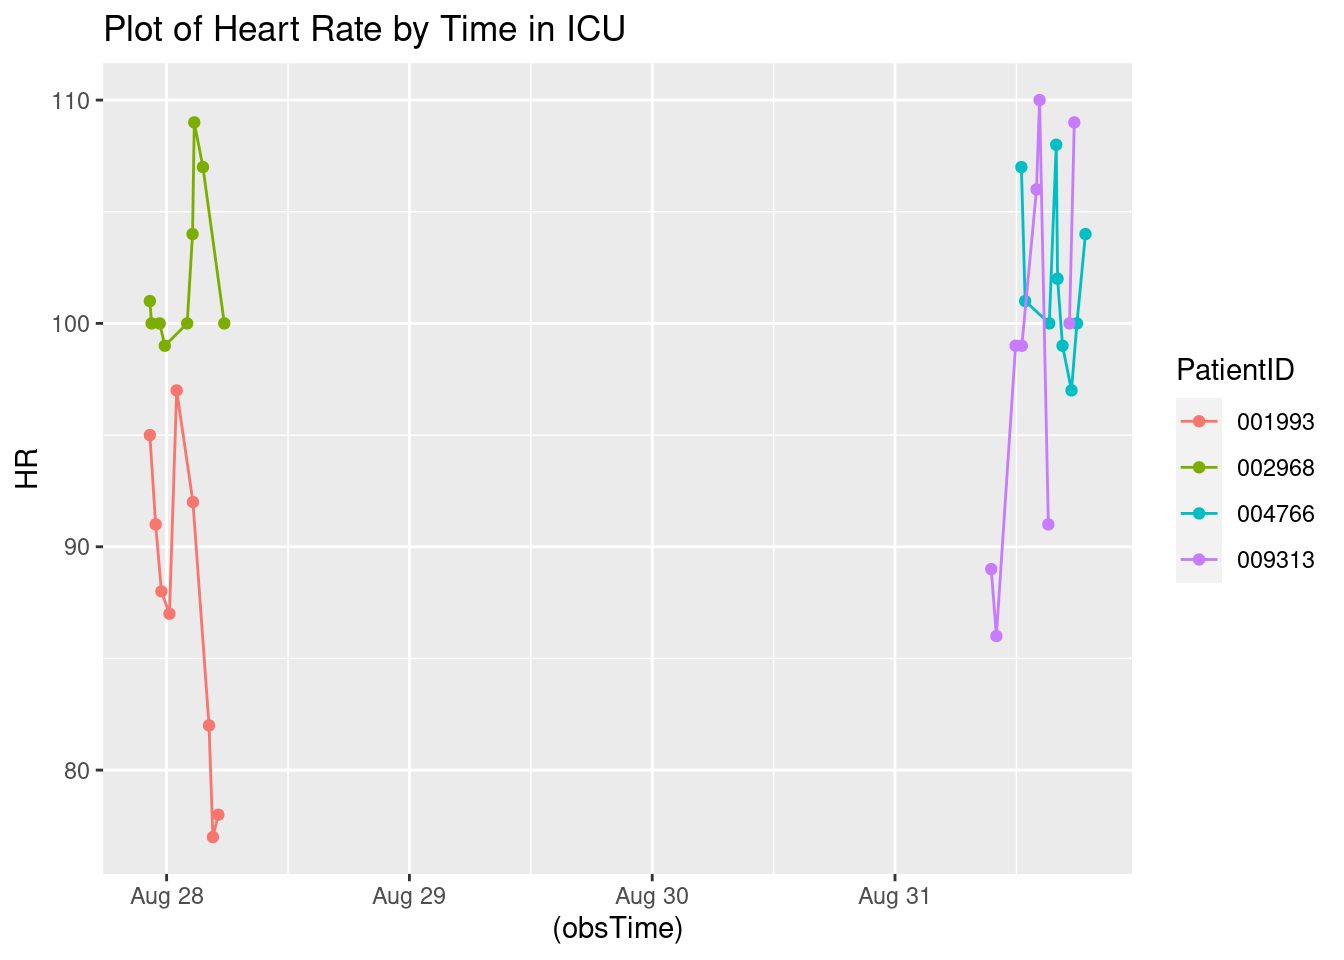 Plot of Heart Rate by Time in ICU
110
100
90
80
HR
Aug 28
Aug 29
Aug 30
Aug 31
(obsTime)
PatientID
001993
002968
004766
009313